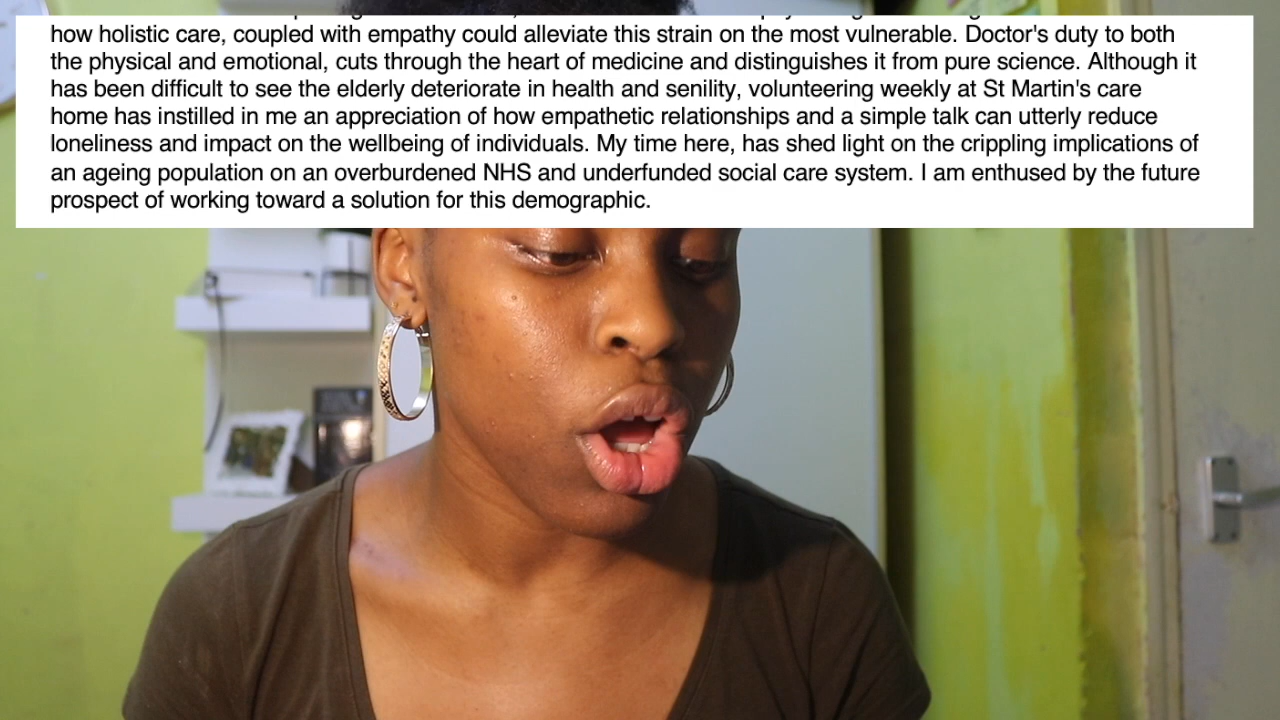 how holistic care, coupled with empathy could alleviate this strain on the most vulnerable. Doctor's duty to both
the physical and emotional, cuts through the heart of medicine and distinguishes it from pure science. Although it
has been difficult to see the elderly deteriorate in health and senility, volunteering weekly at St Martin's care
home has instilled in me an appreciation of how empathetic relationships and a simple talk can utterly reduce
loneliness and impact on the wellbeing of individuals. My time here, has shed light on the crippling implications of
an ageing population on an overburdened NHS and underfunded social care system. I am enthused by the future
prospect of working toward a solution for this demographic.